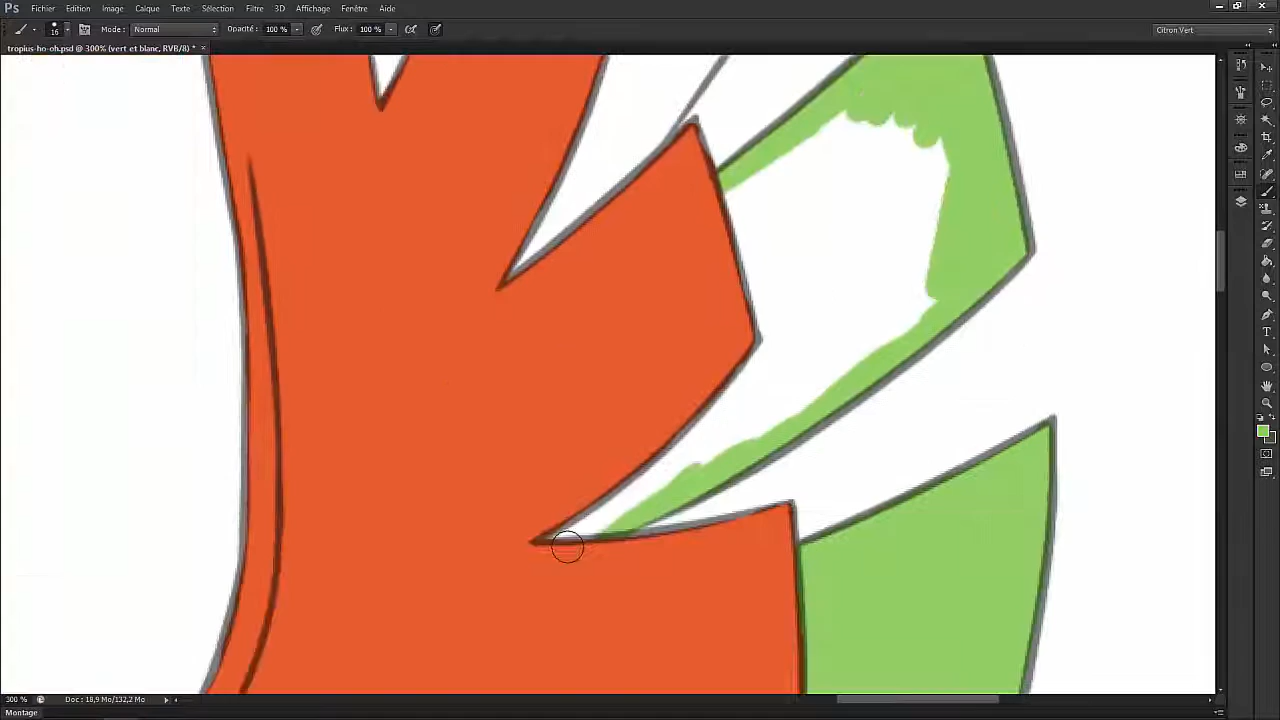 Ps Fichier Edition Image Calque Texte Sélection Filtre 3D Affichage Fenêtre Aide
16 Mode : Normal Opacité : 100 % Flux : 100 % Citron Vert
tropius-ho-oh.psd @ 300% (vert et blanc, RVB/8) * ×
300 % Doc : 18,9 Mo/132,2 Mo
Montage